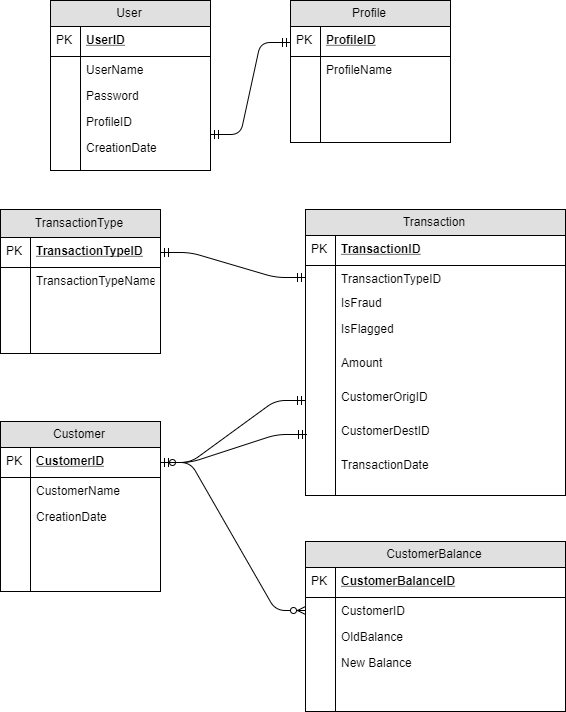 User
PK UserID
UserName
Password
ProfileID
CreationDate
Profile
PK ProfileID
ProfileName
TransactionType
PK TransactionTypeID
TransactionTypeName
Transaction
PK TransactionID
TransactionTypeID
IsFraud
IsFlagged
Amount
CustomerOrigID
CustomerDestID
TransactionDate
Customer
PK CustomerID
CustomerName
CreationDate
CustomerBalance
PK CustomerBalanceID
CustomerID
OldBalance
New Balance